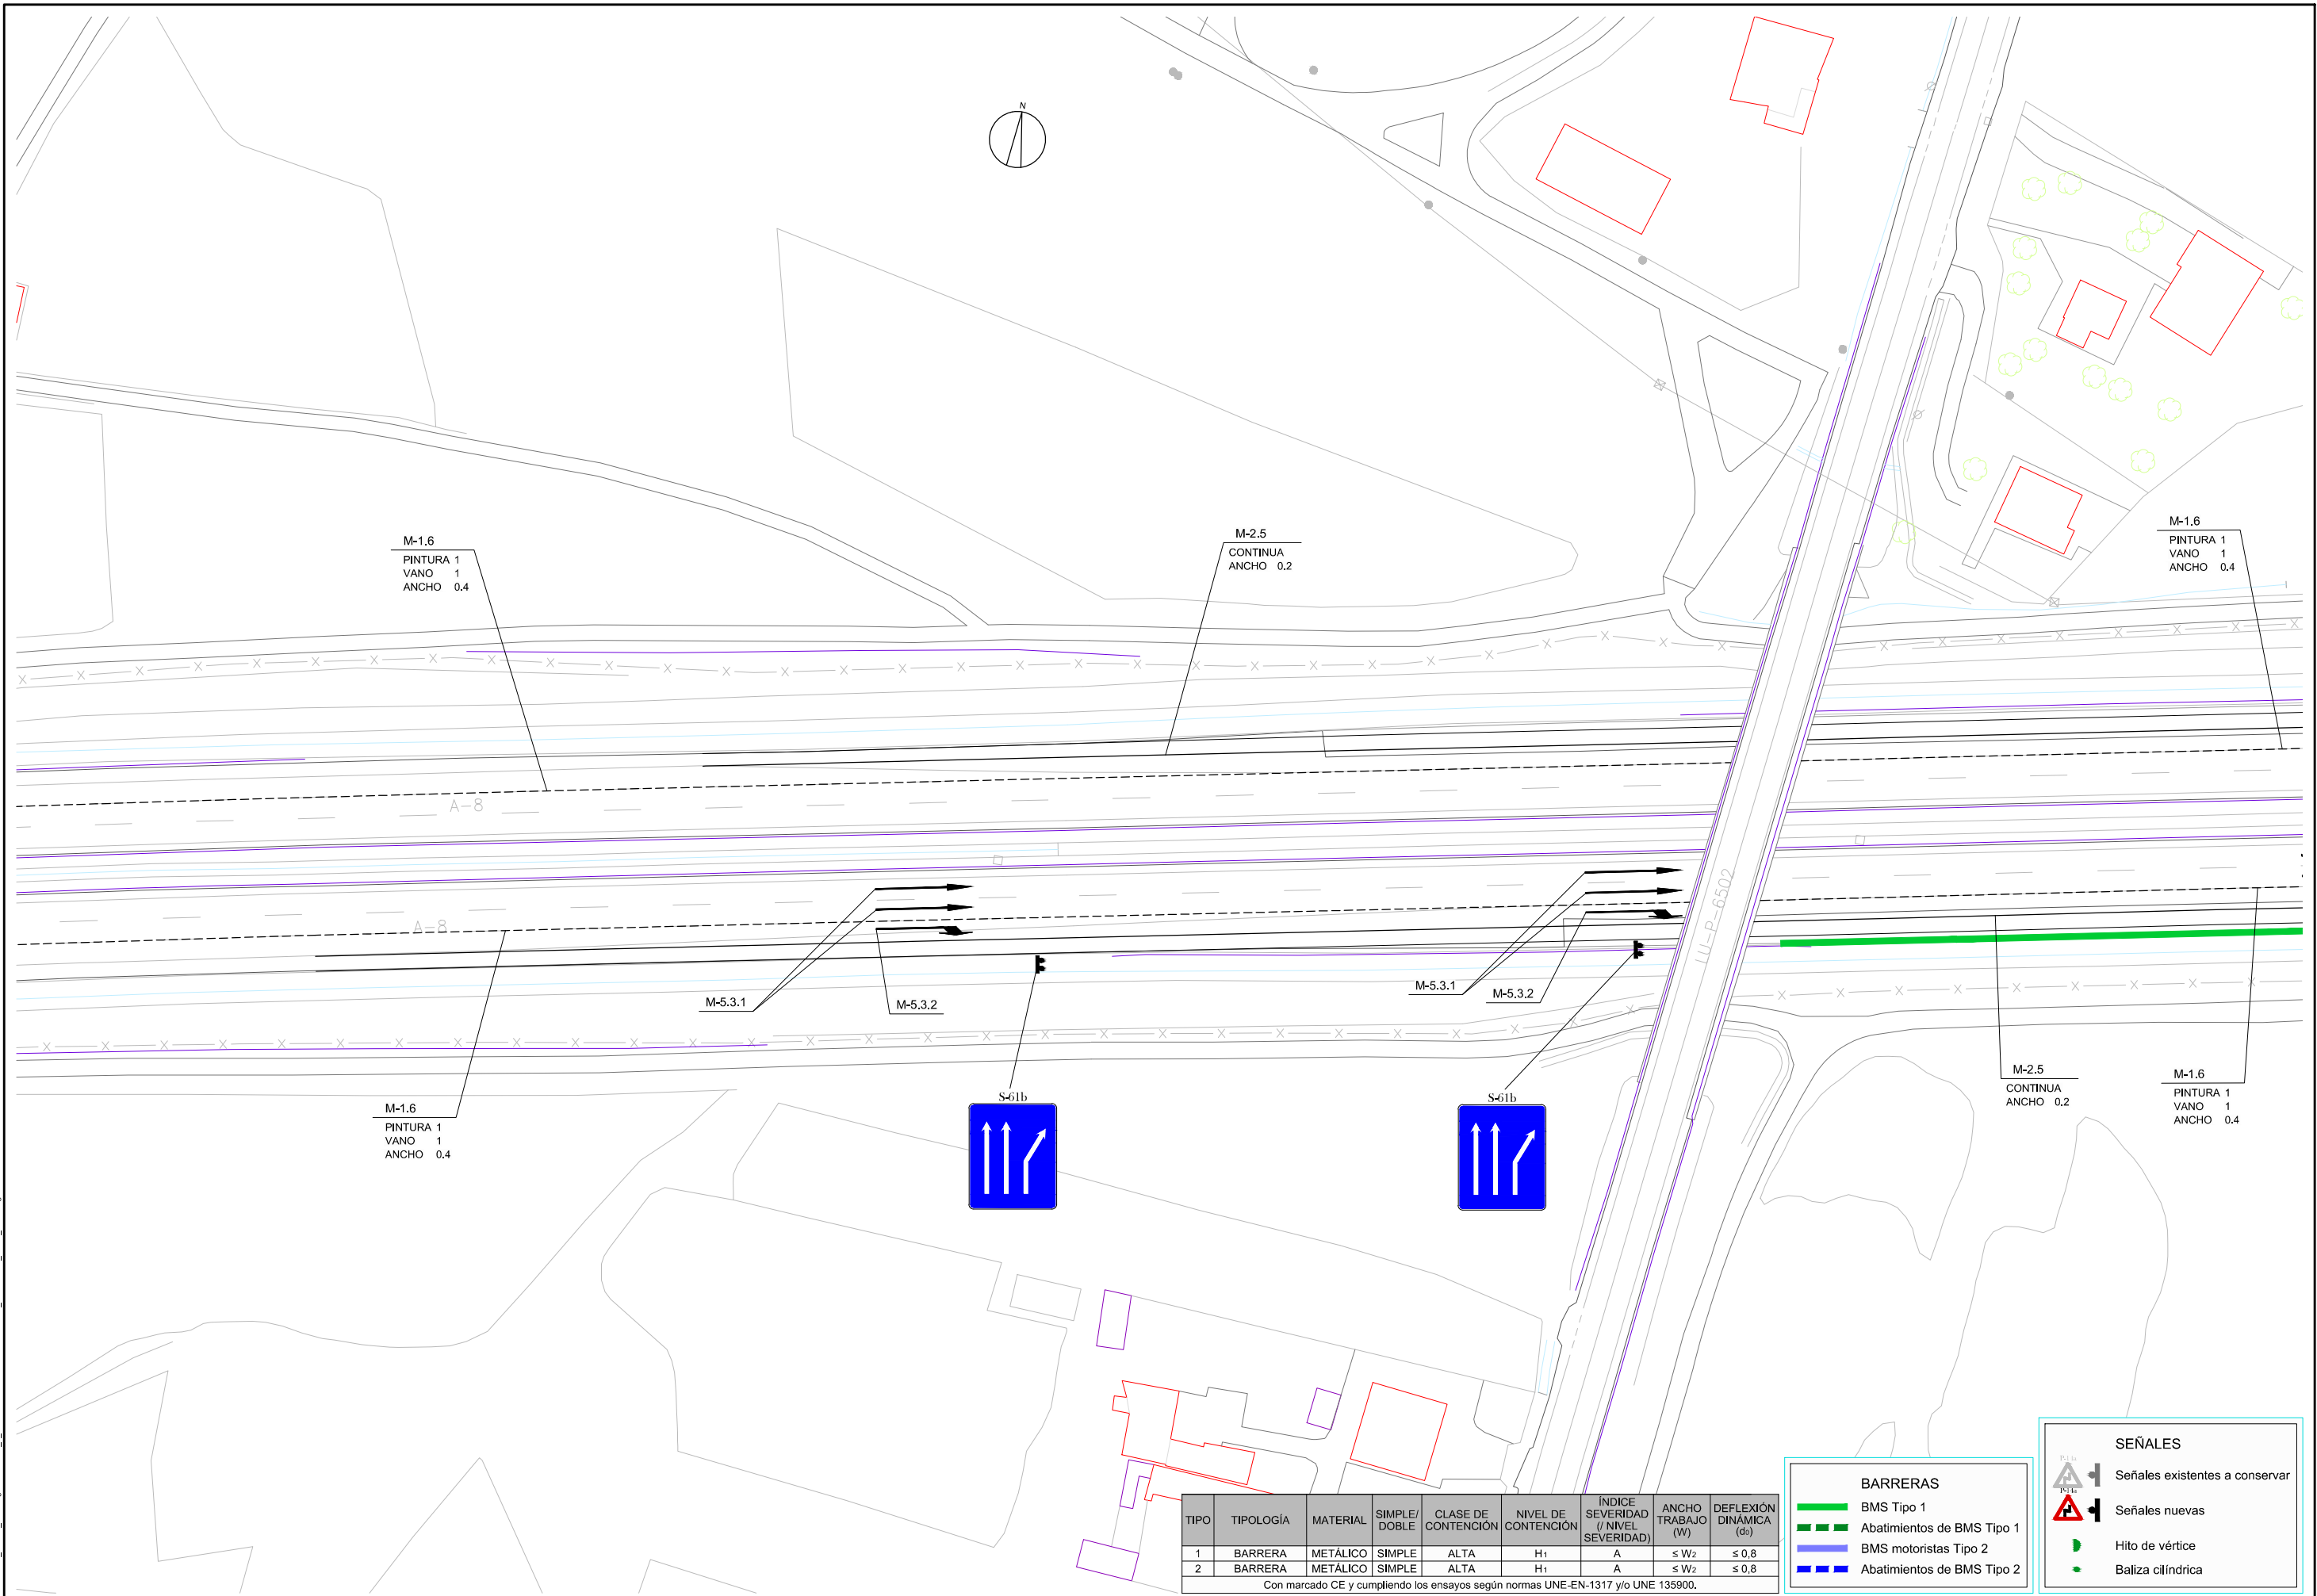 N
M-1.6
PINTURA 1
VANO 1
ANCHO 0.4
M-2.5
CONTINUA
ANCHO 0.2
M-1.6
PINTURA 1
VANO 1
ANCHO 0.4
A-8
A-8
LU-P-6502
M-5.3.1
M-5.3.2
M-5.3.1
M-5.3.2
S-61b
S-61b
M-1.6
PINTURA 1
VANO 1
ANCHO 0.4
M-2.5
CONTINUA
ANCHO 0.2
M-1.6
PINTURA 1
VANO 1
ANCHO 0.4
TIPO TIPOLOGÍA MATERIAL SIMPLE/ DOBLE CLASE DE CONTENCIÓN NIVEL DE CONTENCIÓN ÍNDICE SEVERIDAD (/ NIVEL SEVERIDAD) ANCHO TRABAJO (W) DEFLEXIÓN DINÁMICA (d₀)
1 BARRERA METÁLICO SIMPLE ALTA H1 A ≤ W2 ≤ 0,8
2 BARRERA METÁLICO SIMPLE ALTA H1 A ≤ W2 ≤ 0,8
Con marcado CE y cumpliendo los ensayos según normas UNE-EN-1317 y/o UNE 135900.
BARRERAS
BMS Tipo 1
Abatimientos de BMS Tipo 1
BMS motoristas Tipo 2
Abatimientos de BMS Tipo 2
SEÑALES
Señales existentes a conservar
Señales nuevas
Hito de vértice
Baliza cilíndrica